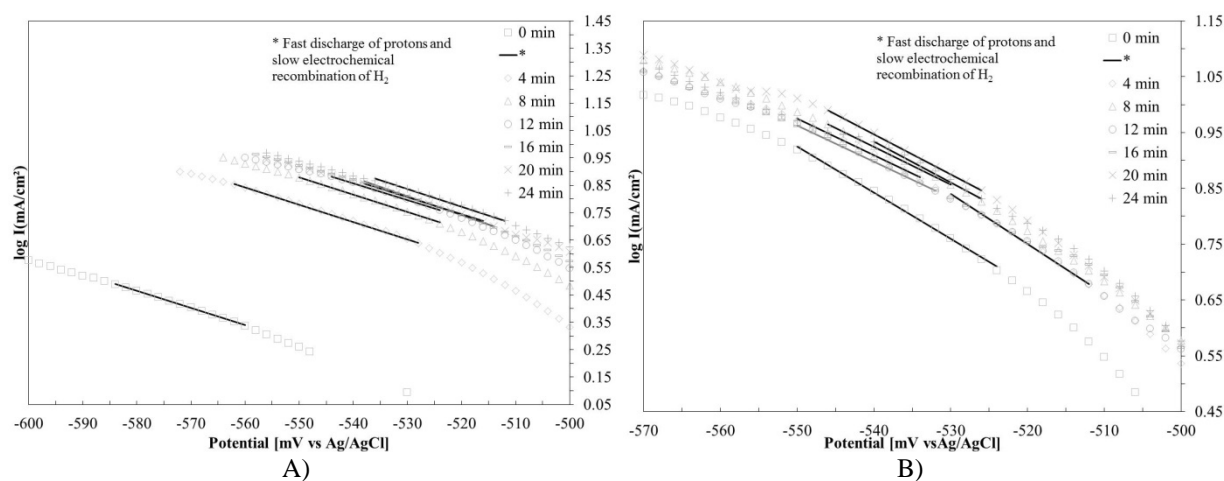 * Fast discharge of protons and
slow electrochemical
recombination of H₂
0 min
*
4 min
8 min
12 min
16 min
20 min
24 min
1.45
1.35
1.25
1.15
1.05
0.95
0.85
0.75
0.65
0.55
0.45
0.35
0.25
0.15
0.05
log I(mA/cm²)
-600
-590
-580
-570
-560
-550
-540
-530
-520
-510
-500
Potential [mV vs Ag/AgCl]
A)
* Fast discharge of protons and
slow electrochemical
recombination of H₂
0 min
*
4 min
8 min
12 min
16 min
20 min
24 min
1.15
1.05
0.95
0.85
0.75
0.65
0.55
0.45
log I(mA/cm²)
-570
-560
-550
-540
-530
-520
-510
-500
Potential [mV vsAg/AgCl]
B)